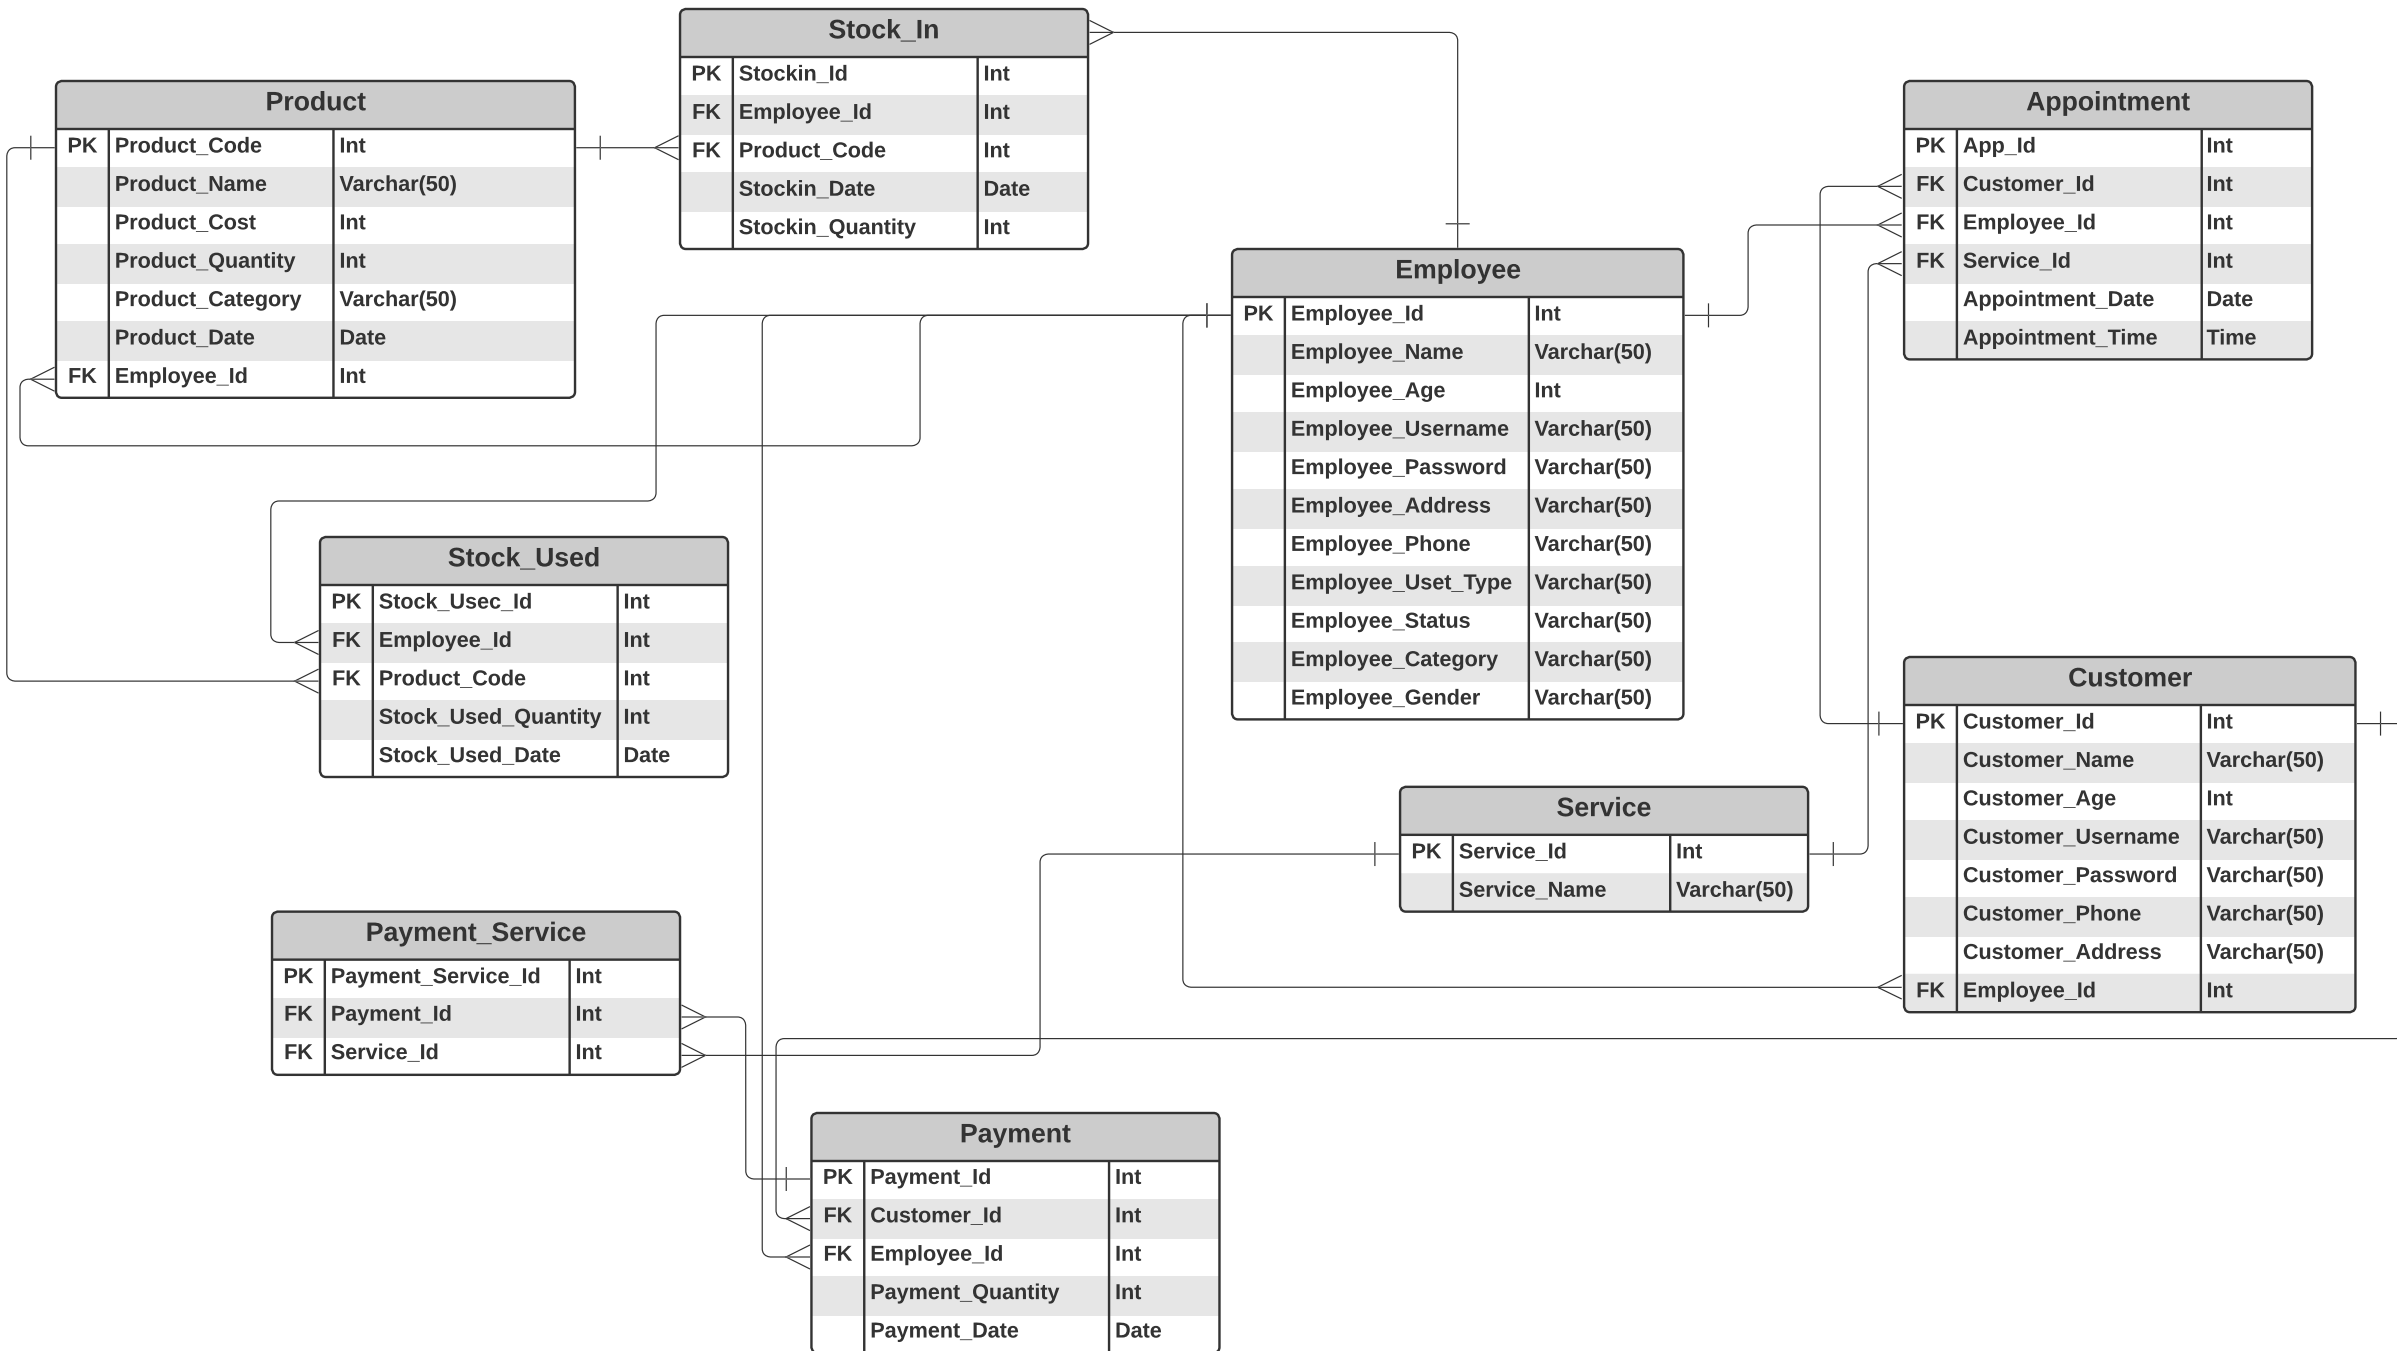 Stock_In
PK Stockin_Id Int
FK Employee_Id Int
FK Product_Code Int
Stockin_Date Date
Stockin_Quantity Int
Product
PK Product_Code Int
Product_Name Varchar(50)
Product_Cost Int
Product_Quantity Int
Product_Category Varchar(50)
Product_Date Date
FK Employee_Id Int
Appointment
PK App_Id Int
FK Customer_Id Int
FK Employee_Id Int
FK Service_Id Int
Appointment_Date Date
Appointment_Time Time
Employee
PK Employee_Id Int
Employee_Name Varchar(50)
Employee_Age Int
Employee_Username Varchar(50)
Employee_Password Varchar(50)
Employee_Address Varchar(50)
Employee_Phone Varchar(50)
Employee_Uset_Type Varchar(50)
Employee_Status Varchar(50)
Employee_Category Varchar(50)
Employee_Gender Varchar(50)
Stock_Used
PK Stock_Usec_Id Int
FK Employee_Id Int
FK Product_Code Int
Stock_Used_Quantity Int
Stock_Used_Date Date
Customer
PK Customer_Id Int
Customer_Name Varchar(50)
Customer_Age Int
Customer_Username Varchar(50)
Customer_Password Varchar(50)
Customer_Phone Varchar(50)
Customer_Address Varchar(50)
FK Employee_Id Int
Service
PK Service_Id Int
Service_Name Varchar(50)
Payment_Service
PK Payment_Service_Id Int
FK Payment_Id Int
FK Service_Id Int
Payment
PK Payment_Id Int
FK Customer_Id Int
FK Employee_Id Int
Payment_Quantity Int
Payment_Date Date